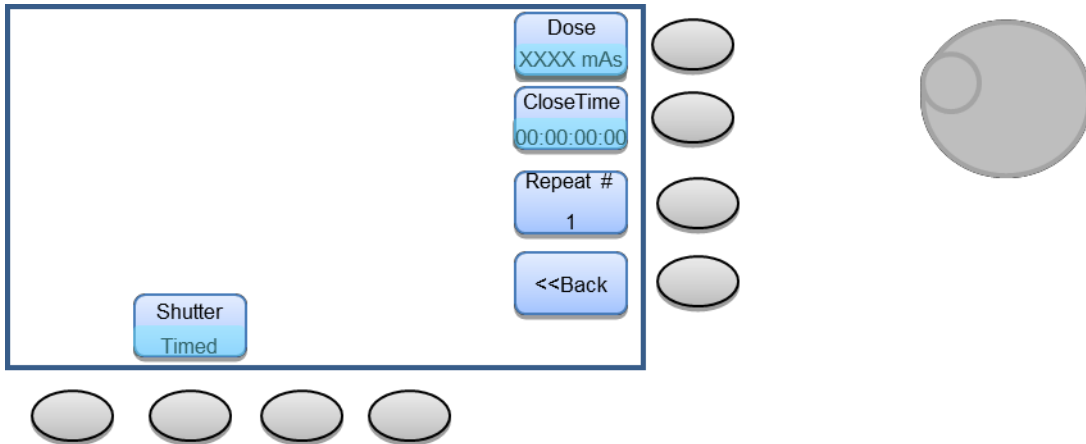 Dose
XXXX mAs
CloseTime
00:00:00:00
Repeat #
1
<<Back
Shutter
Timed